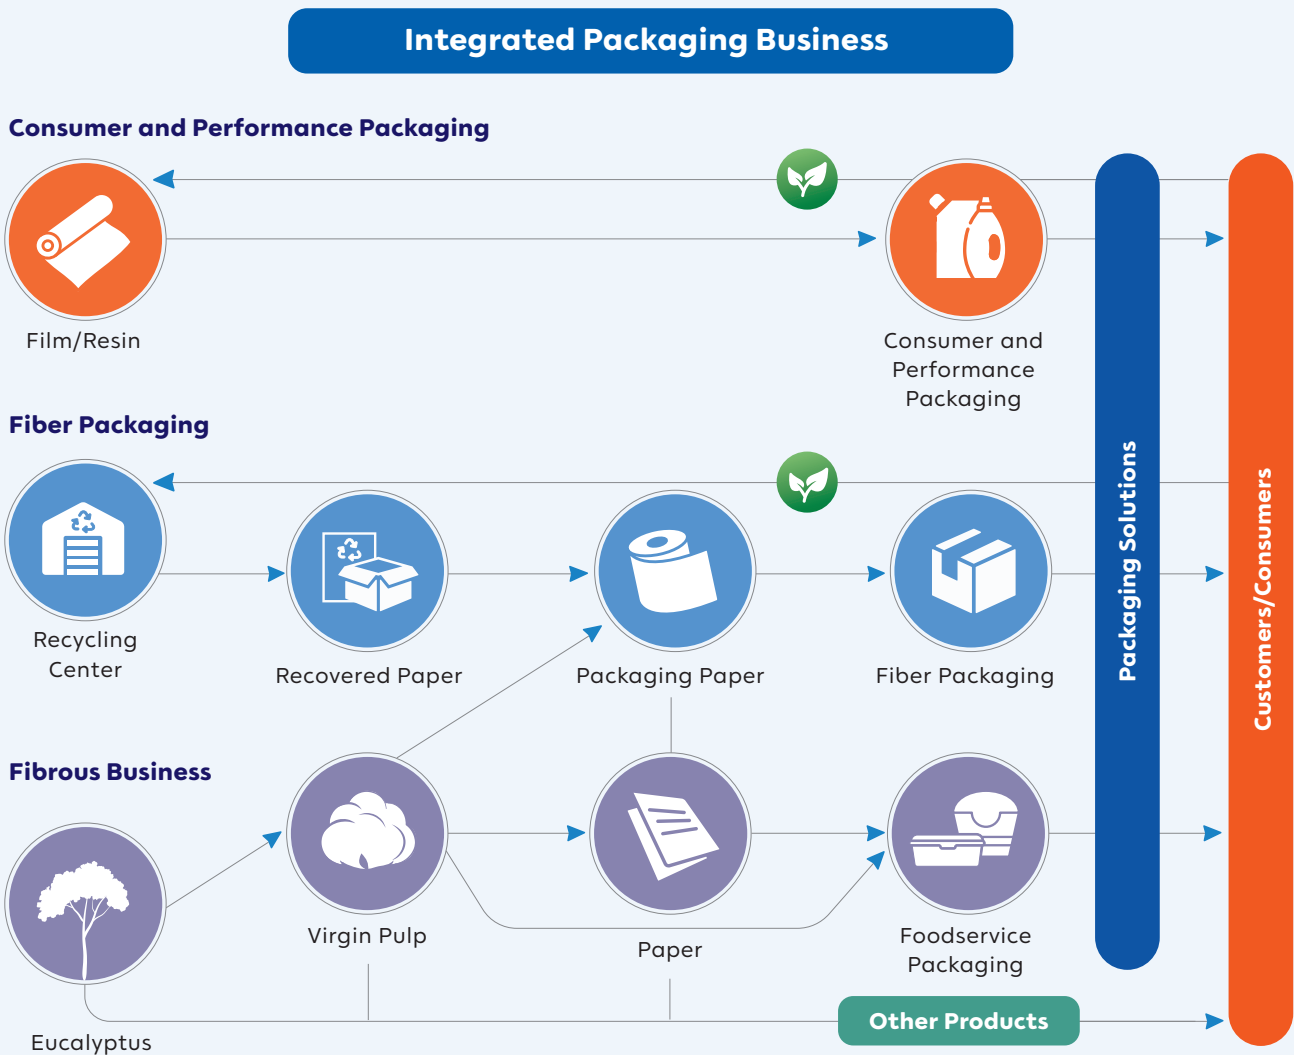 Integrated Packaging Business
Consumer and Performance Packaging
Film/Resin
Consumer and
Performance
Packaging
Fiber Packaging
Recycling
Center
Recovered Paper
Packaging Paper
Fiber Packaging
Fibrous Business
Eucalyptus
Virgin Pulp
Paper
Foodservice
Packaging
Other Products
Packaging Solutions
Customers/Consumers